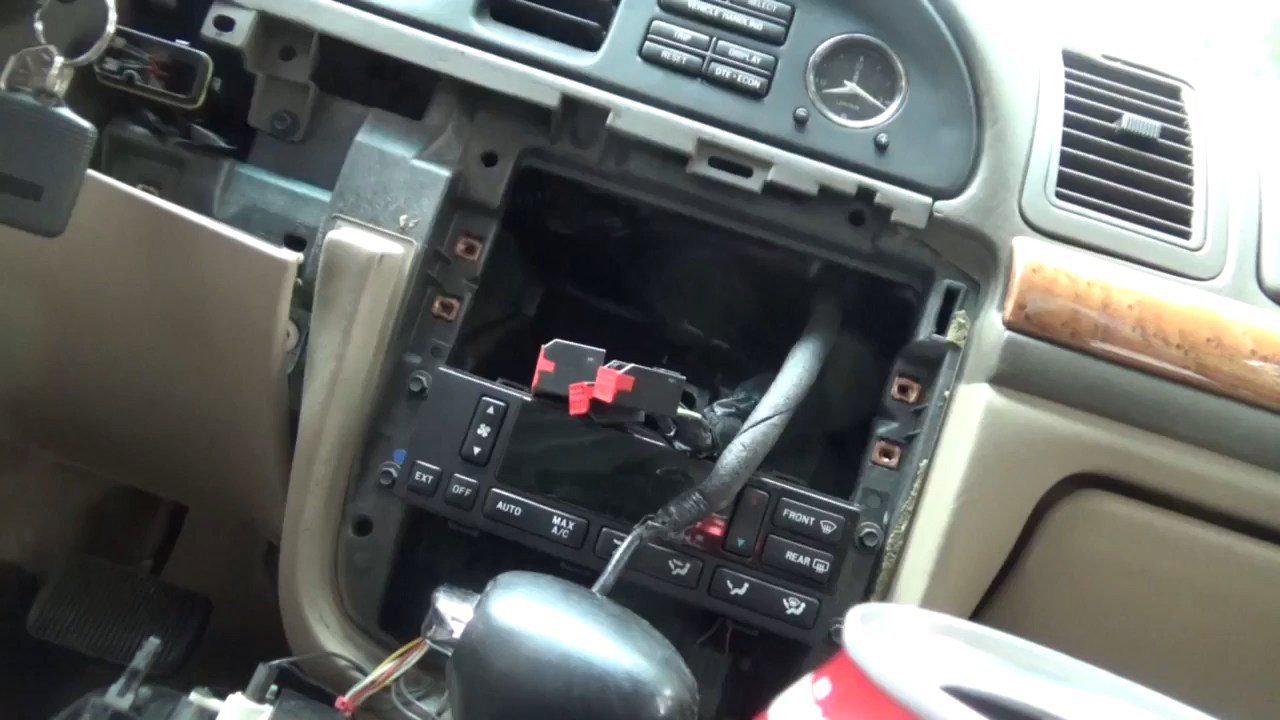 SELECT
VEHICLE HANDLING
TRIP
DISPLAY
RESET
DTE • ECON
EXT
OFF
AUTO
MAX
A/C
FRONT
REAR